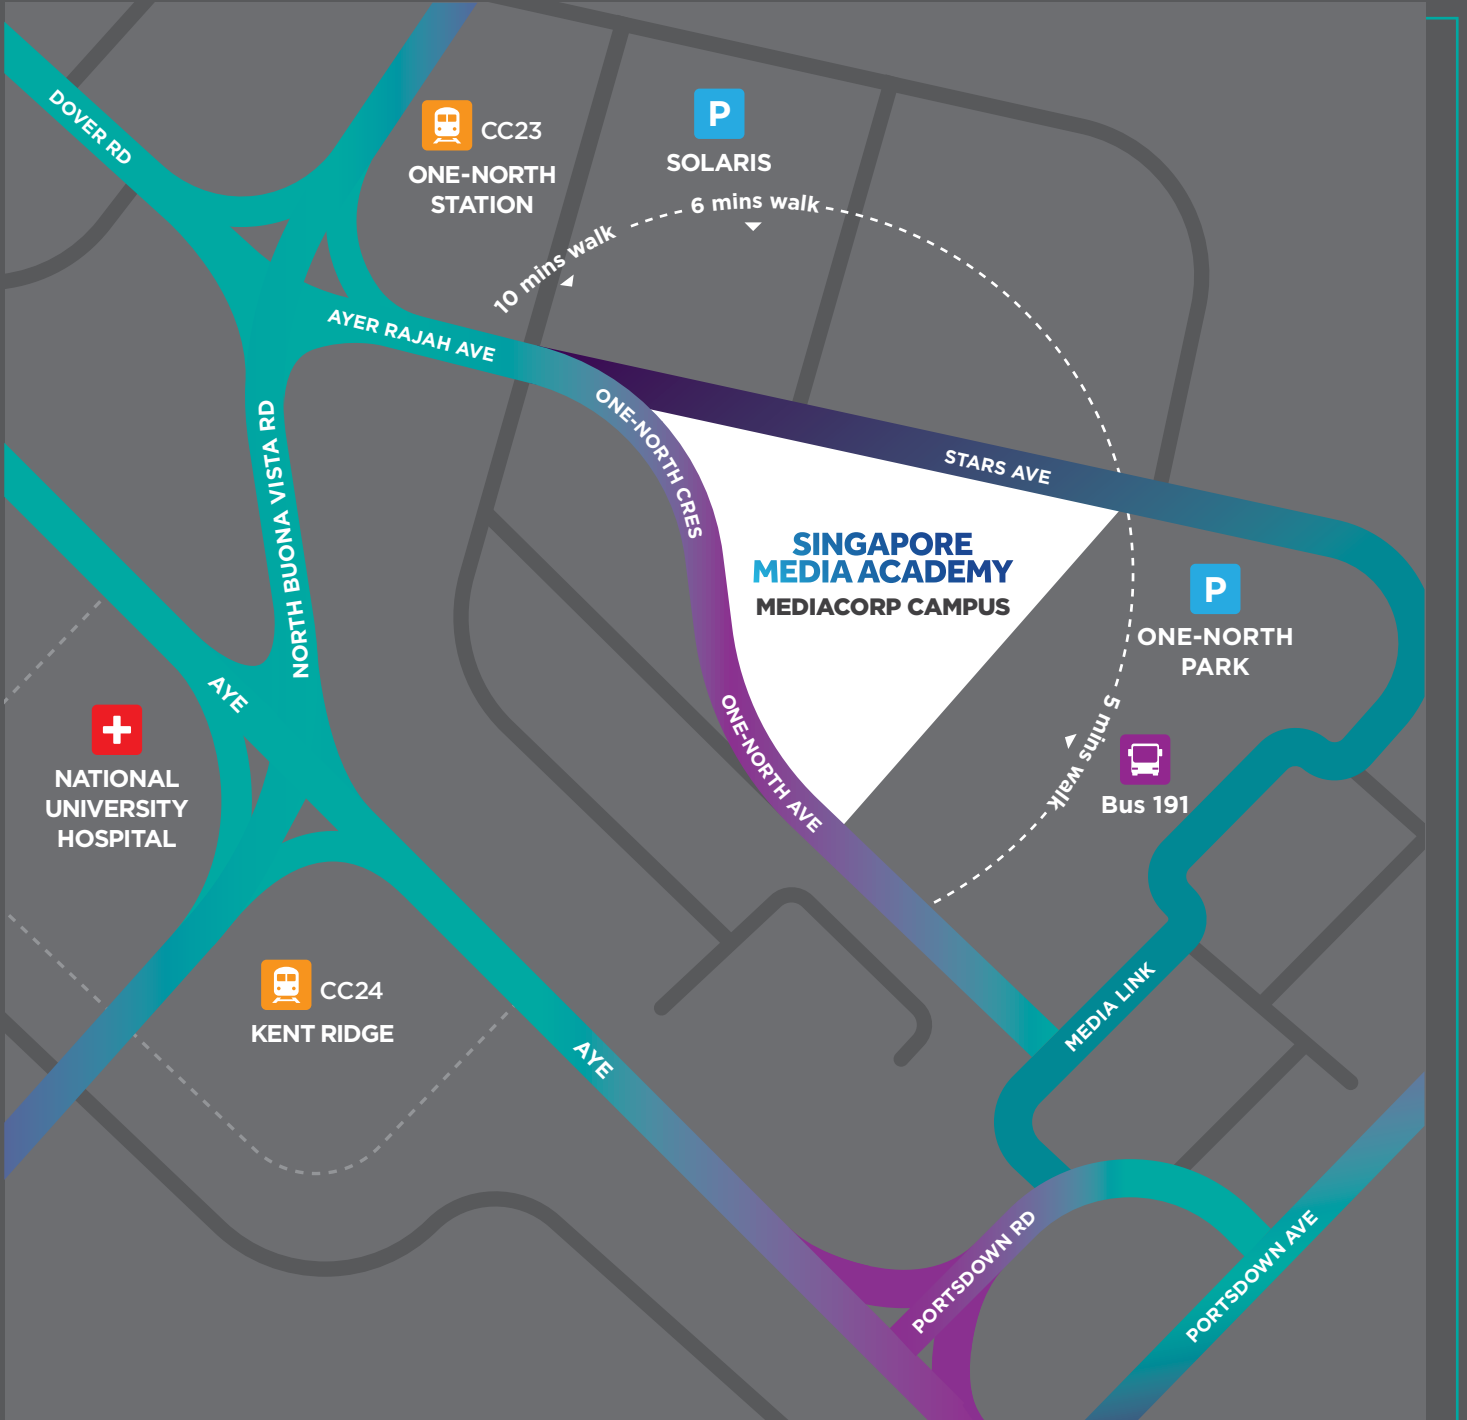 DOVER RD
CC23
ONE-NORTH
STATION
P
SOLARIS
10 mins walk
6 mins walk
AYER RAJAH AVE
ONE-NORTH CRES
STARS AVE
NORTH BUONA VISTA RD
SINGAPORE
MEDIA ACADEMY
MEDIACORP CAMPUS
P
ONE-NORTH
PARK
AYE
NATIONAL
UNIVERSITY
HOSPITAL
ONE-NORTH AVE
5 mins walk
Bus 191
CC24
KENT RIDGE
MEDIA LINK
AYE
PORTSDOWN RD
PORTSDOWN AVE